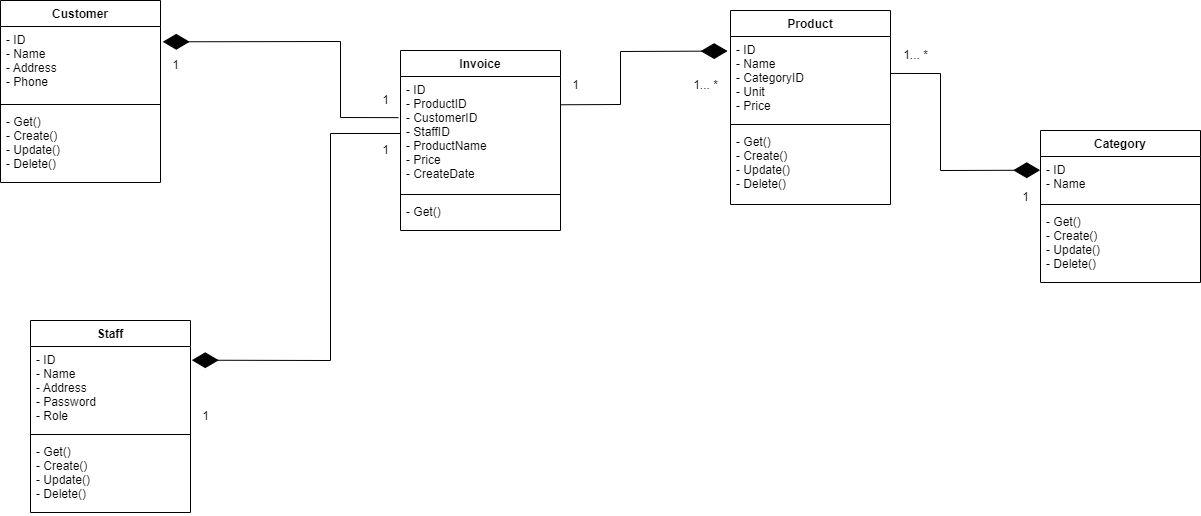 Customer
- ID
- Name
- Address
- Phone
- Get()
- Create()
- Update()
- Delete()
1
1
Invoice
- ID
- ProductID
- CustomerID
- StaffID
- ProductName
- Price
- CreateDate
- Get()
1
1
1... *
Product
- ID
- Name
- CategoryID
- Unit
- Price
- Get()
- Create()
- Update()
- Delete()
1... *
1
Category
- ID
- Name
- Get()
- Create()
- Update()
- Delete()
Staff
- ID
- Name
- Address
- Password
- Role
- Get()
- Create()
- Update()
- Delete()
1